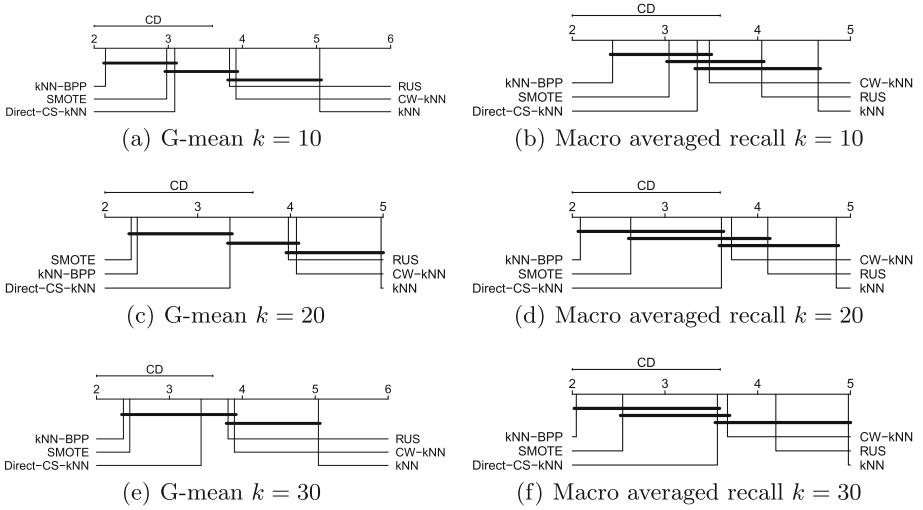 CD
2 3 4 5 6
kNN−BPP RUS
SMOTE CW−kNN
Direct−CS−kNN kNN
(a) G-mean k = 10
CD
2 3 4 5
kNN−BPP CW−kNN
SMOTE RUS
Direct−CS−kNN kNN
(b) Macro averaged recall k = 10
CD
2 3 4 5
SMOTE RUS
kNN−BPP CW−kNN
Direct−CS−kNN kNN
(c) G-mean k = 20
CD
2 3 4 5
kNN−BPP CW−kNN
SMOTE RUS
Direct−CS−kNN kNN
(d) Macro averaged recall k = 20
CD
2 3 4 5 6
kNN−BPP RUS
SMOTE CW−kNN
Direct−CS−kNN kNN
(e) G-mean k = 30
CD
2 3 4 5
kNN−BPP CW−kNN
SMOTE RUS
Direct−CS−kNN kNN
(f) Macro averaged recall k = 30